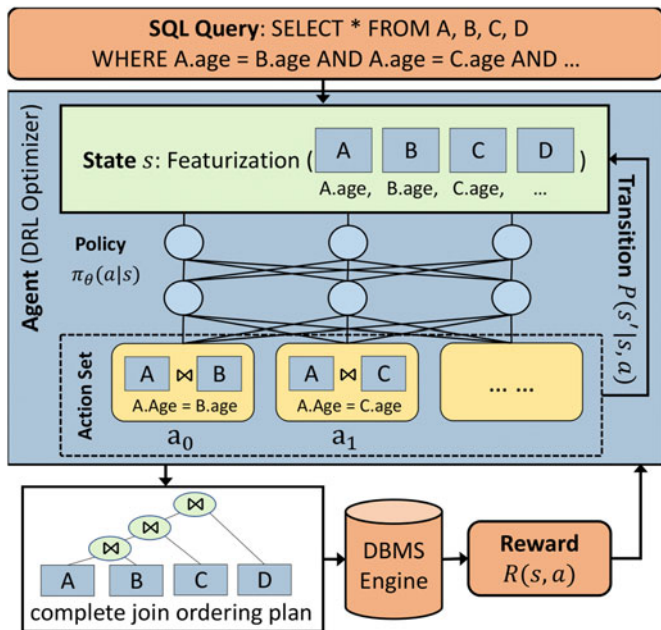 SQL Query: SELECT * FROM A, B, C, D
WHERE A.age = B.age AND A.age = C.age AND ...
Agent (DRL Optimizer)
State s: Featurization ( A B C D )
A.age, B.age, C.age, ...
Policy
π_θ(a|s)
Transition P(s'|s, a)
Action Set
A ⋈ B
A.Age = B.age
a₀
A ⋈ C
A.Age = C.age
a₁
... ...
⋈
⋈
⋈
A B C D
complete join ordering plan
DBMS
Engine
Reward
R(s, a)